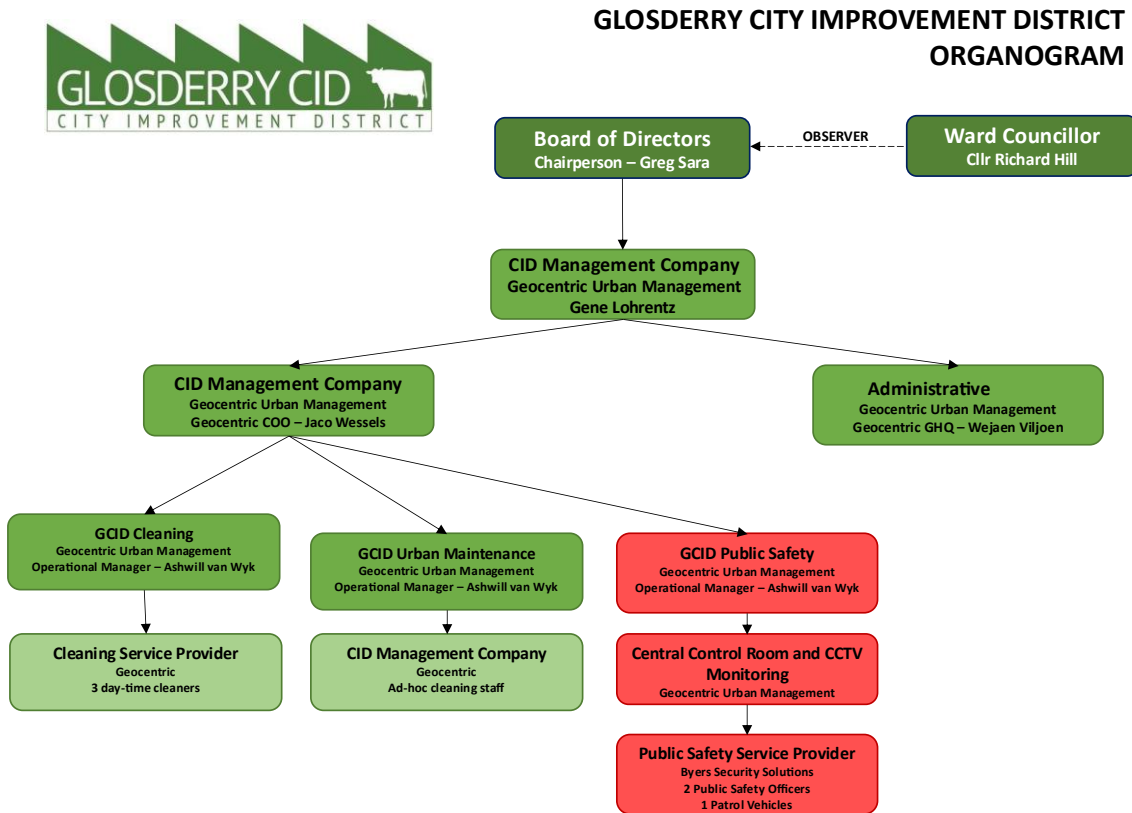 GLOSDERRY CID
CITY IMPROVEMENT DISTRICT
GLOSDERRY CITY IMPROVEMENT DISTRICT
ORGANOGRAM
Board of Directors
Chairperson – Greg Sara
OBSERVER
Ward Councillor
Cllr Richard Hill
CID Management Company
Geocentric Urban Management
Gene Lohrentz
CID Management Company
Geocentric Urban Management
Geocentric COO – Jaco Wessels
Administrative
Geocentric Urban Management
Geocentric GHQ – Wejaen Viljoen
GCID Cleaning
Geocentric Urban Management
Operational Manager – Ashwill van Wyk
GCID Urban Maintenance
Geocentric Urban Management
Operational Manager – Ashwill van Wyk
GCID Public Safety
Geocentric Urban Management
Operational Manager – Ashwill van Wyk
Cleaning Service Provider
Geocentric
3 day-time cleaners
CID Management Company
Geocentric
Ad-hoc cleaning staff
Central Control Room and CCTV
Monitoring
Geocentric Urban Management
Public Safety Service Provider
Byers Security Solutions
2 Public Safety Officers
1 Patrol Vehicles